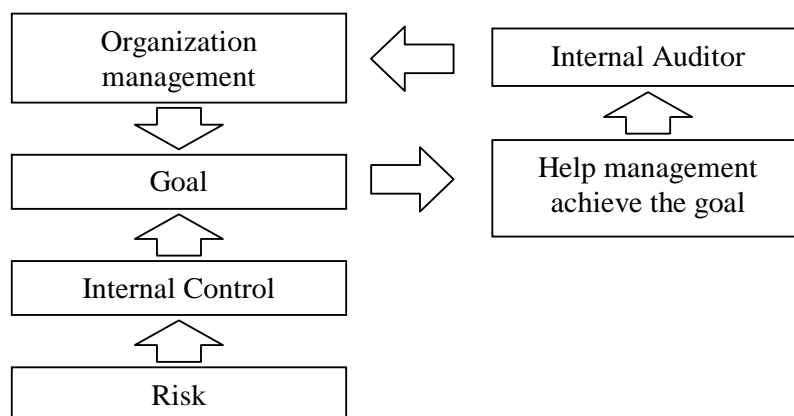 Organization
management
Internal Auditor
Goal
Help management
achieve the goal
Internal Control
Risk